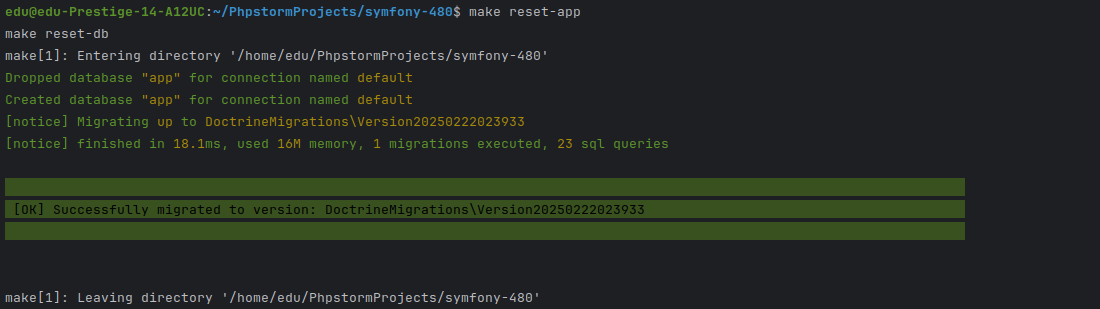 edu@edu-Prestige-14-A12UC:~/PhpstormProjects/symfony-480$ make reset-app
make reset-db
make[1]: Entering directory '/home/edu/PhpstormProjects/symfony-480'
Dropped database "app" for connection named default
Created database "app" for connection named default
[notice] Migrating up to DoctrineMigrations\Version20250222023933
[notice] finished in 18.1ms, used 16M memory, 1 migrations executed, 23 sql queries
[OK] Successfully migrated to version: DoctrineMigrations\Version20250222023933
make[1]: Leaving directory '/home/edu/PhpstormProjects/symfony-480'